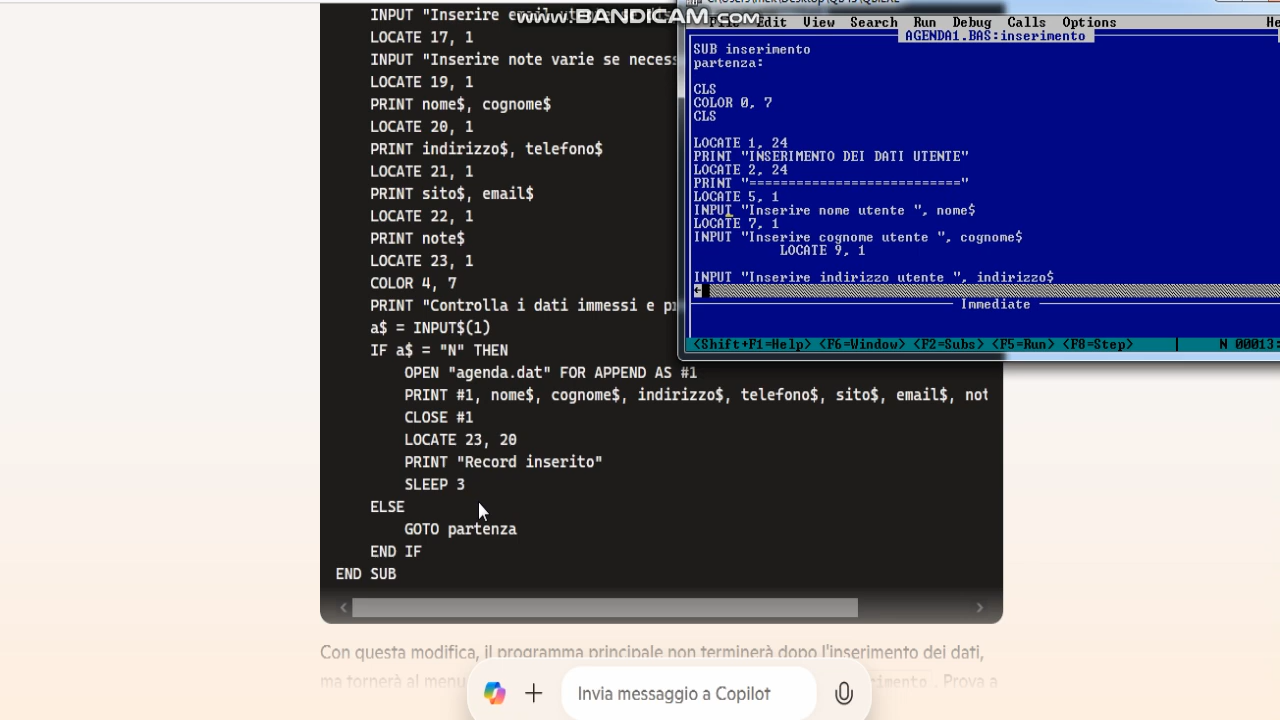 INPUT "Inserire
LOCATE 17, 1
INPUT "Inserire note varie se necess
LOCATE 19, 1
PRINT nome$, cognome$
LOCATE 20, 1
PRINT indirizzo$, telefono$
LOCATE 21, 1
PRINT sito$, email$
LOCATE 22, 1
PRINT note$
LOCATE 23, 1
COLOR 4, 7
PRINT "Controlla i dati immessi e pr
a$ = INPUT$(1)
IF a$ = "N" THEN
OPEN "agenda.dat" FOR APPEND AS #1
PRINT #1, nome$, cognome$, indirizzo$, telefono$, sito$, email$, not
CLOSE #1
LOCATE 23, 20
PRINT "Record inserito"
SLEEP 3
ELSE
GOTO partenza
END IF
END SUB
www.BANDICAM.com
Edit View Search Run Debug Calls Options He
AGENDA1.BAS:inserimento
SUB inserimento
partenza:
CLS
COLOR 0, 7
CLS
LOCATE 1, 24
PRINT "INSERIMENTO DEI DATI UTENTE"
LOCATE 2, 24
PRINT "==========================="
LOCATE 5, 1
INPUT "Inserire nome utente ", nome$
LOCATE 7, 1
INPUT "Inserire cognome utente ", cognome$
LOCATE 9, 1
INPUT "Inserire indirizzo utente ", indirizzo$
Immediate
<Shift+F1=Help> <F6=Window> <F2=Subs> <F5=Run> <F8=Step> N 00013:
Con questa modifica, il programma principale non terminerà dopo l'inserimento dei dati,
ma tornerà al menu cimento . Prova a
Invia messaggio a Copilot